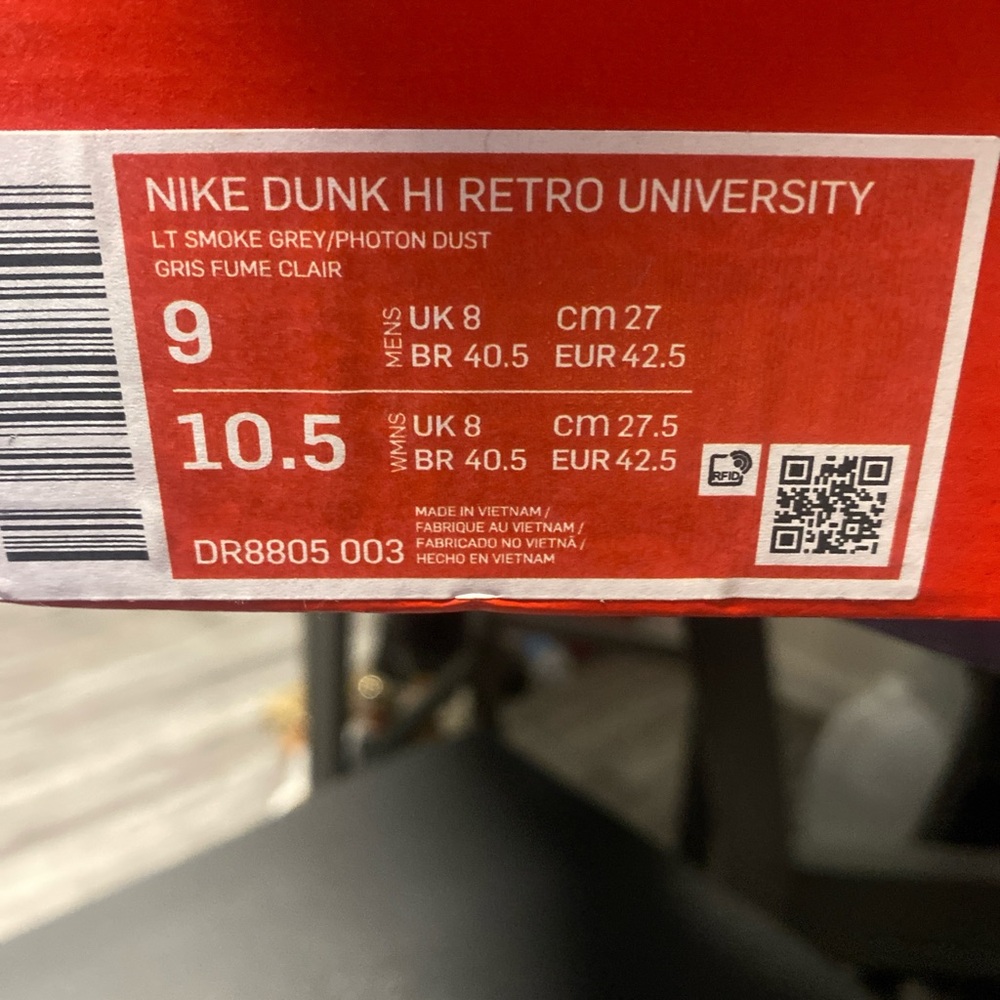 NIKE DUNK HI RETRO UNIVERSITY
LT SMOKE GREY/PHOTON DUST
GRIS FUME CLAIR
9 MENS UK 8 cm 27
BR 40.5 EUR 42.5
10.5 WMNS UK 8 cm 27.5
BR 40.5 EUR 42.5
RFID
MADE IN VIETNAM /
FABRIQUE AU VIETNAM /
FABRICADO NO VIETNÃ /
HECHO EN VIETNAM
DR8805 003